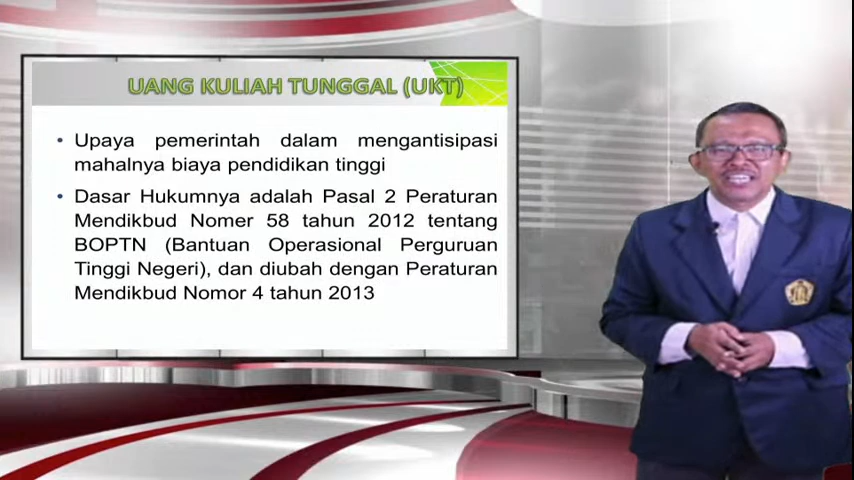 UANG KULIAH TUNGGAL (UKT)
• Upaya pemerintah dalam mengantisipasi
mahalnya biaya pendidikan tinggi
• Dasar Hukumnya adalah Pasal 2 Peraturan
Mendikbud Nomer 58 tahun 2012 tentang
BOPTN (Bantuan Operasional Perguruan
Tinggi Negeri), dan diubah dengan Peraturan
Mendikbud Nomor 4 tahun 2013